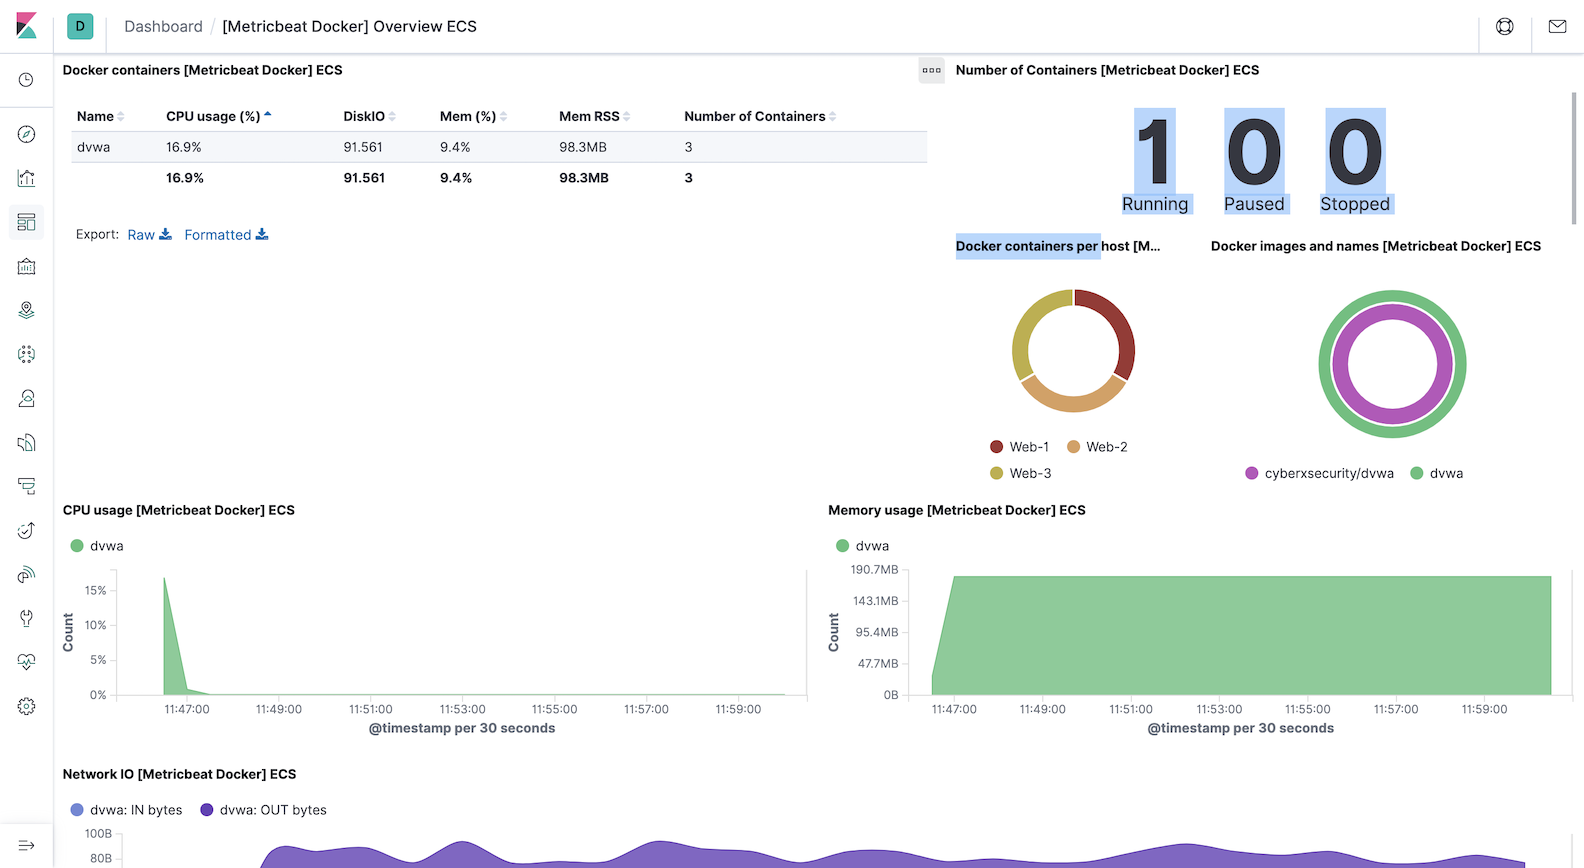 D
Dashboard / [Metricbeat Docker] Overview ECS
Docker containers [Metricbeat Docker] ECS
Name CPU usage (%) DiskIO Mem (%) Mem RSS Number of Containers
dvwa 16.9% 91.561 9.4% 98.3MB 3
16.9% 91.561 9.4% 98.3MB 3
Export: Raw Formatted
Number of Containers [Metricbeat Docker] ECS
1 0 0
Running Paused Stopped
Docker containers per host [M...
Web-1 Web-2
Web-3
Docker images and names [Metricbeat Docker] ECS
cyberxsecurity/dvwa dvwa
CPU usage [Metricbeat Docker] ECS
dvwa
15%
10%
5%
0%
Count
11:47:00 11:49:00 11:51:00 11:53:00 11:55:00 11:57:00 11:59:00
@timestamp per 30 seconds
Memory usage [Metricbeat Docker] ECS
dvwa
190.7MB
143.1MB
95.4MB
47.7MB
0B
Count
11:47:00 11:49:00 11:51:00 11:53:00 11:55:00 11:57:00 11:59:00
@timestamp per 30 seconds
Network IO [Metricbeat Docker] ECS
dvwa: IN bytes dvwa: OUT bytes
100B
80B